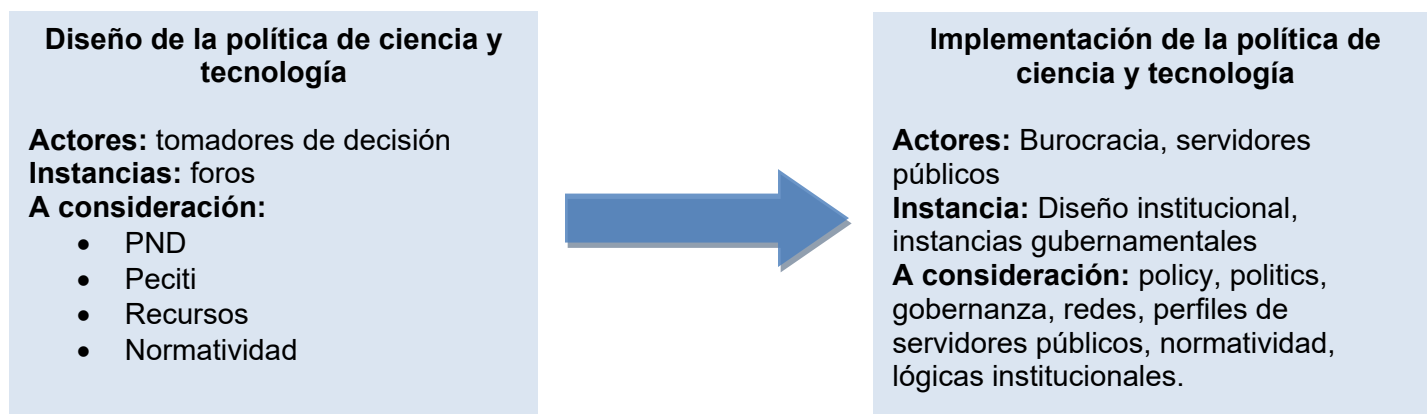 Diseño de la política de ciencia y
tecnología
Actores: tomadores de decisión
Instancias: foros
A consideración:
• PND
• Peciti
• Recursos
• Normatividad
Implementación de la política de
ciencia y tecnología
Actores: Burocracia, servidores
públicos
Instancia: Diseño institucional,
instancias gubernamentales
A consideración: policy, politics,
gobernanza, redes, perfiles de
servidores públicos, normatividad,
lógicas institucionales.